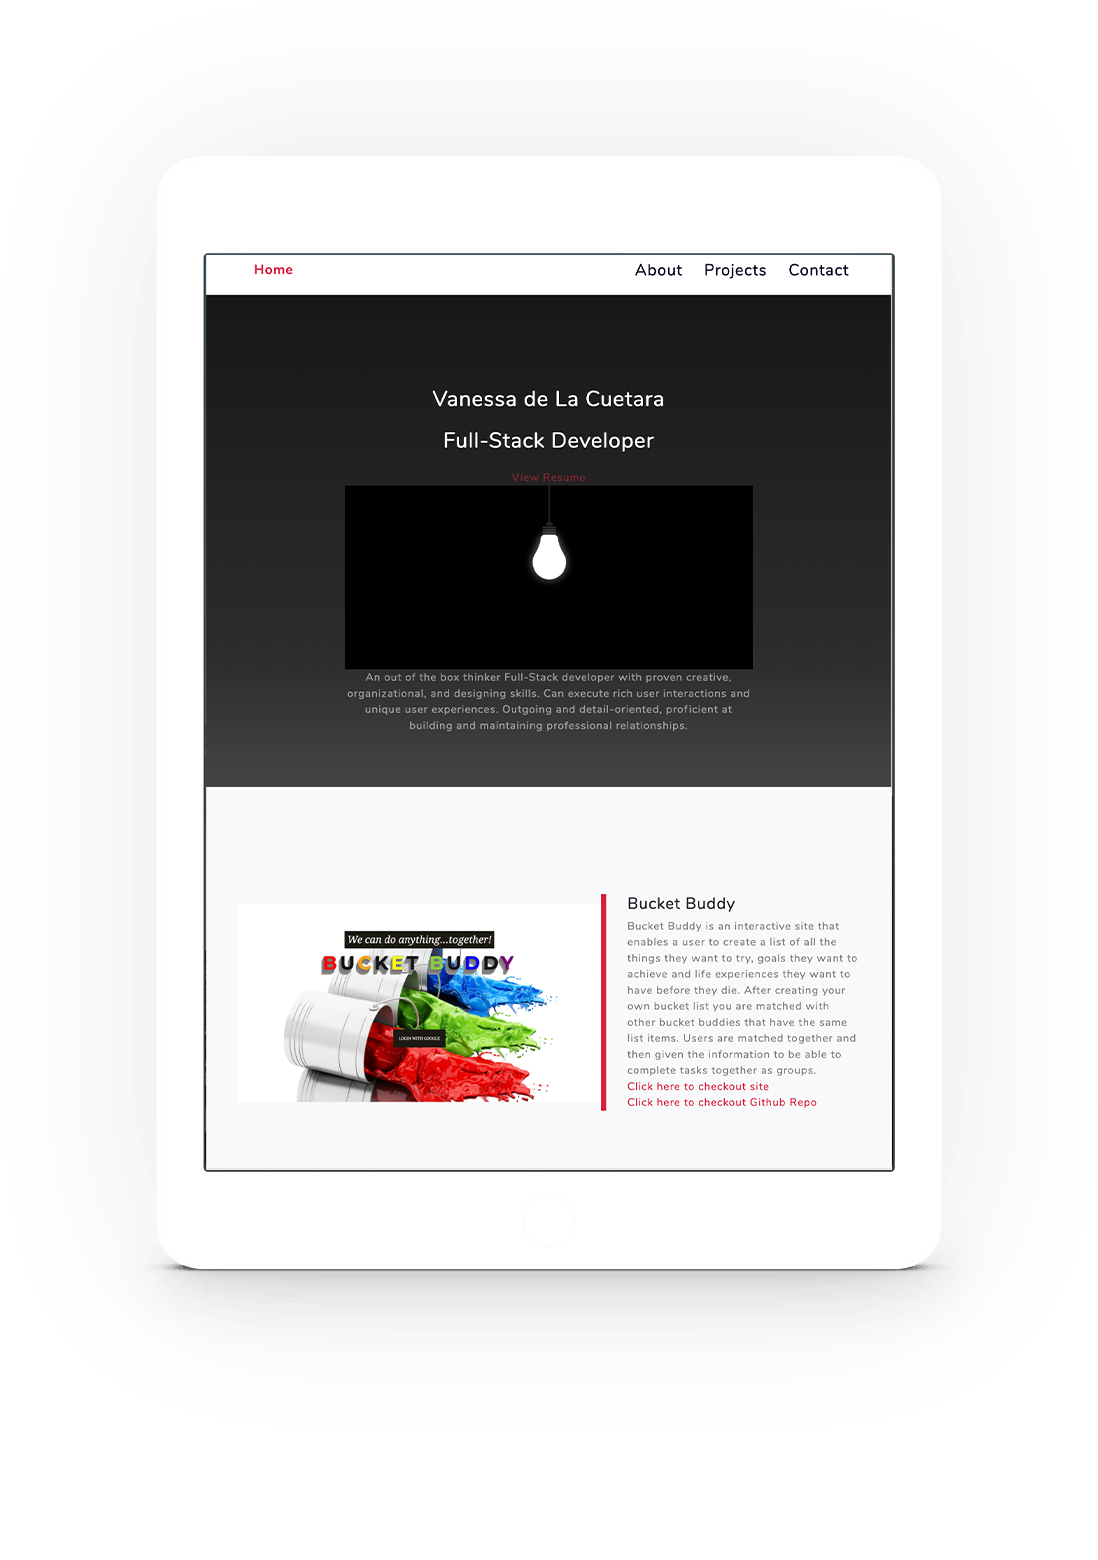 Home
About Projects Contact
Vanessa de La Cuetara
Full-Stack Developer
View Resume
An out of the box thinker Full-Stack developer with proven creative,
organizational, and designing skills. Can execute rich user interactions and
unique user experiences. Outgoing and detail-oriented, proficient at
building and maintaining professional relationships.
We can do anything...together!
BUCKET BUDDY
LOGIN WITH GOOGLE
Bucket Buddy
Bucket Buddy is an interactive site that
enables a user to create a list of all the
things they want to try, goals they want to
achieve and life experiences they want to
have before they die. After creating your
own bucket list you are matched with
other bucket buddies that have the same
list items. Users are matched together and
then given the information to be able to
complete tasks together as groups.
Click here to checkout site
Click here to checkout Github Repo